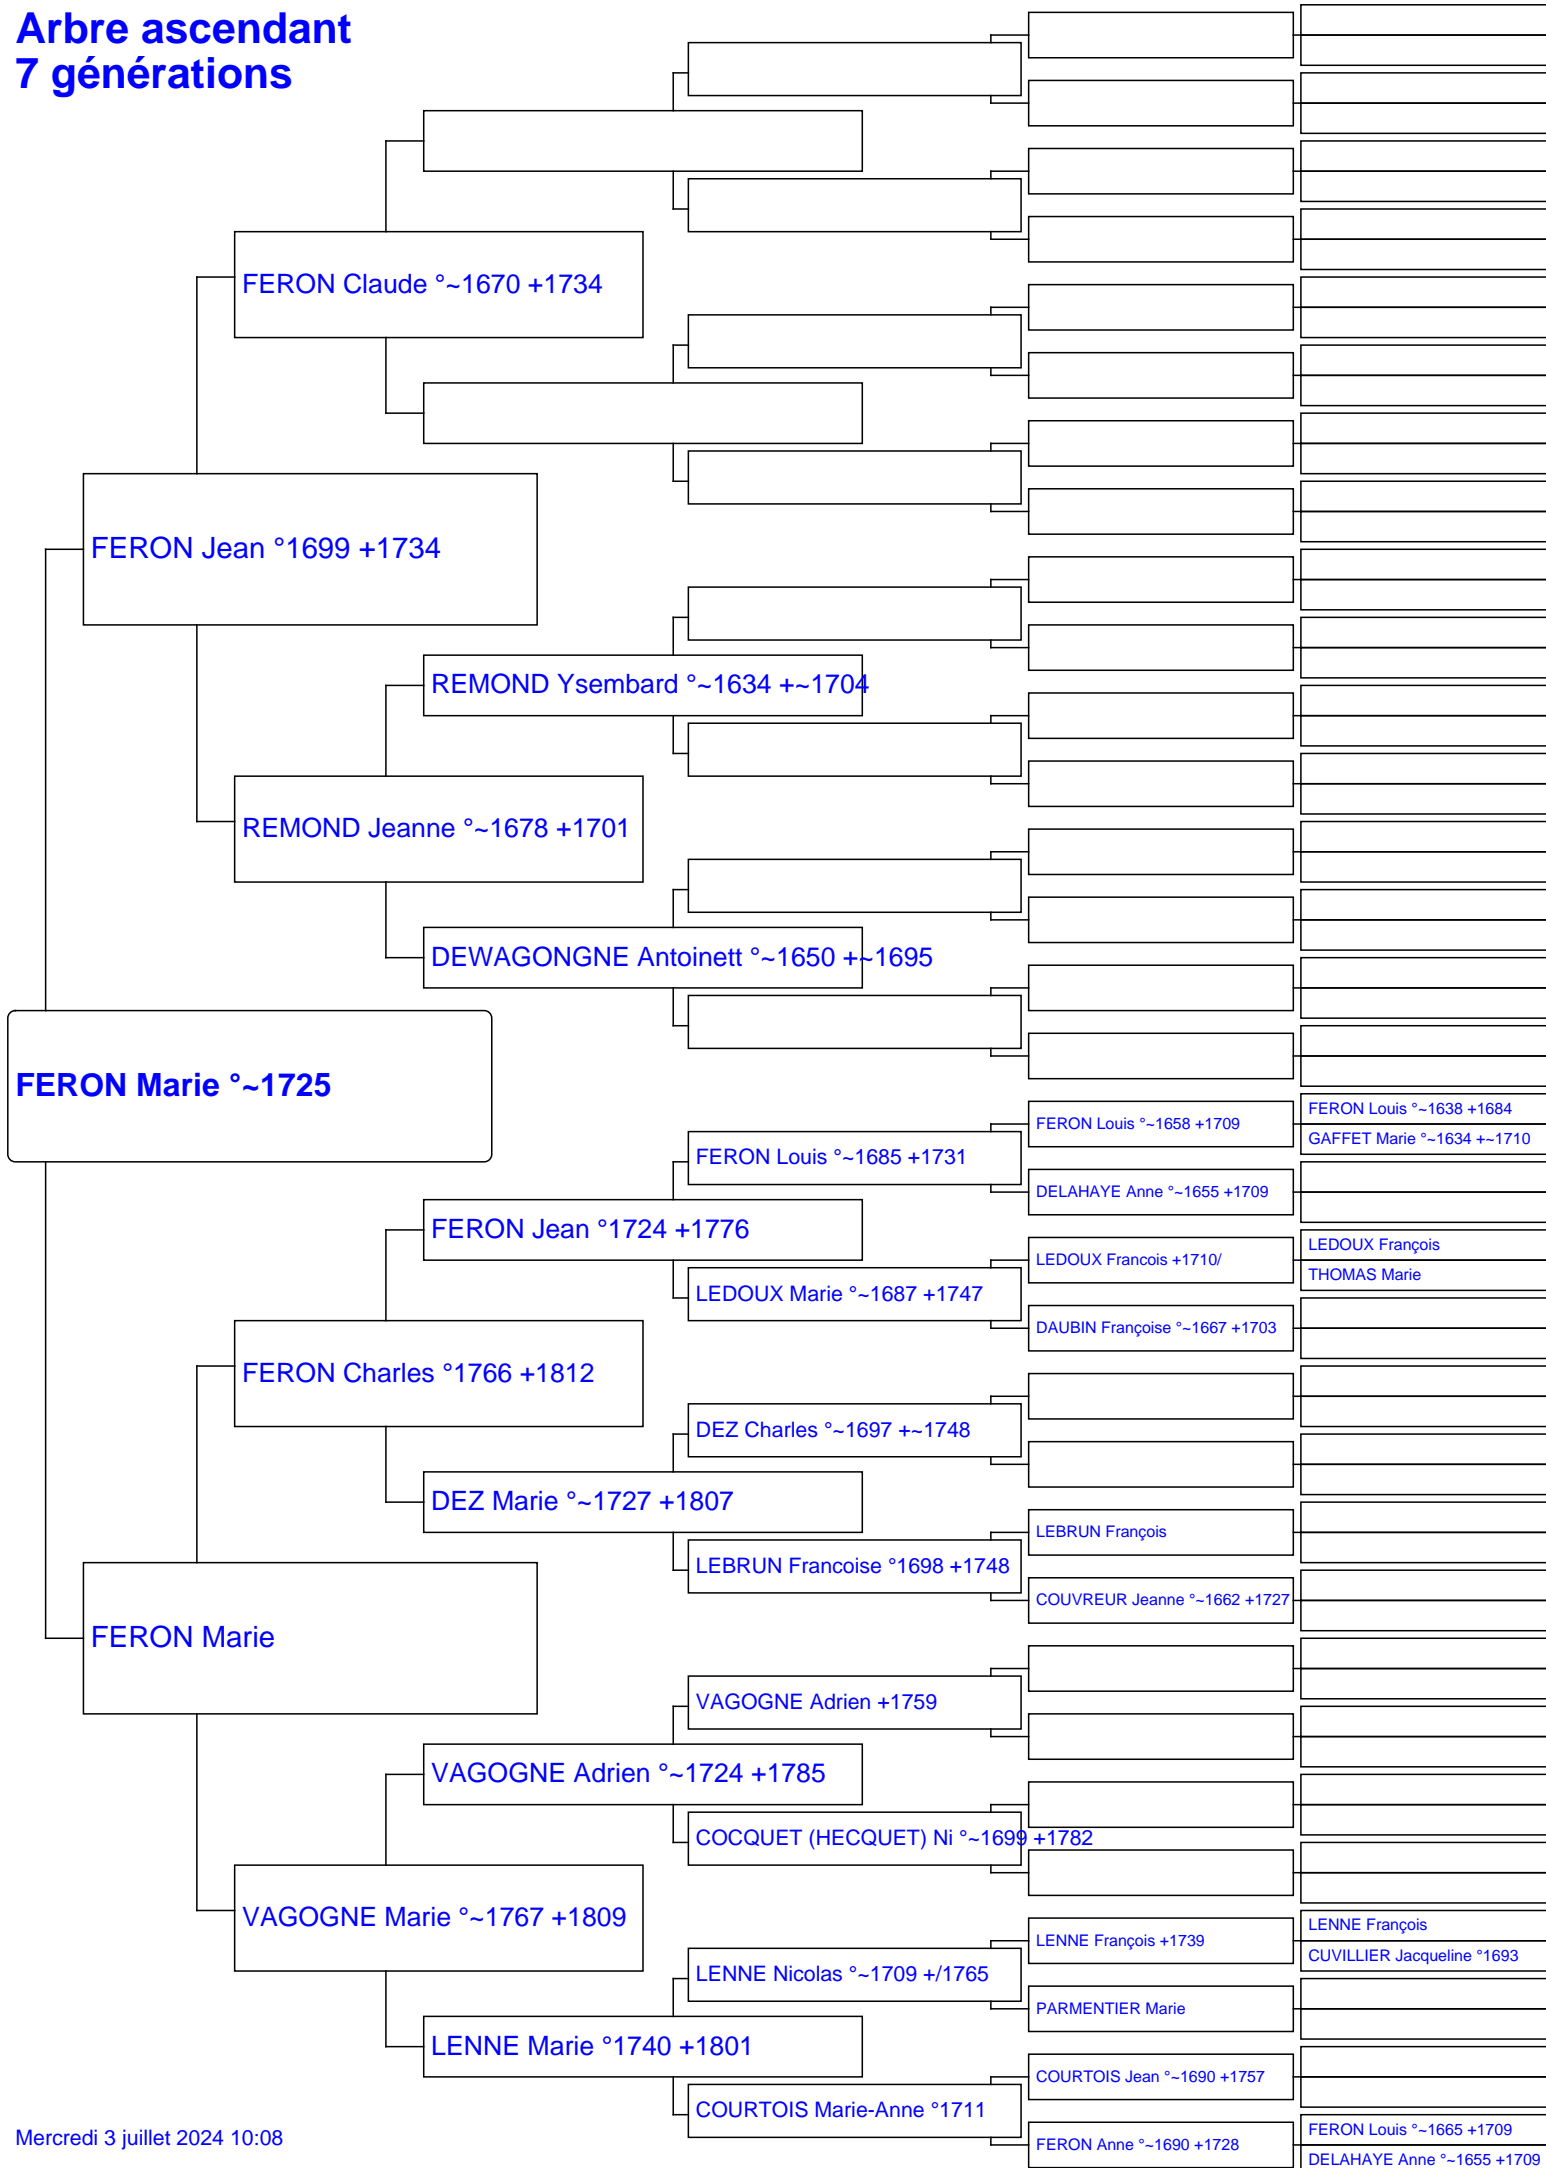 Arbre ascendant
7 générations
FERON Claude °~1670 +1734
FERON Jean °1699 +1734
REMOND Ysembard °~1634 +~1704
REMOND Jeanne °~1678 +1701
DEWAGONGNE Antoinett °~1650 +~1695
FERON Marie °~1725
FERON Louis °~1638 +1684
FERON Louis °~1658 +1709
GAFFET Marie °~1634 +~1710
FERON Louis °~1685 +1731
DELAHAYE Anne °~1655 +1709
FERON Jean °1724 +1776
LEDOUX François
LEDOUX Francois +1710/
THOMAS Marie
LEDOUX Marie °~1687 +1747
DAUBIN Françoise °~1667 +1703
FERON Charles °1766 +1812
DEZ Charles °~1697 +~1748
DEZ Marie °~1727 +1807
LEBRUN François
LEBRUN Francoise °1698 +1748
COUVREUR Jeanne °~1662 +1727
FERON Marie
VAGOGNE Adrien +1759
VAGOGNE Adrien °~1724 +1785
COCQUET (HECQUET) Ni °~1699 +1782
VAGOGNE Marie °~1767 +1809
LENNE François
LENNE François +1739
CUVILLIER Jacqueline °1693
LENNE Nicolas °~1709 +/1765
PARMENTIER Marie
LENNE Marie °1740 +1801
COURTOIS Jean °~1690 +1757
COURTOIS Marie-Anne °1711
FERON Louis °~1665 +1709
FERON Anne °~1690 +1728
DELAHAYE Anne °~1655 +1709
Mercredi 3 juillet 2024 10:08